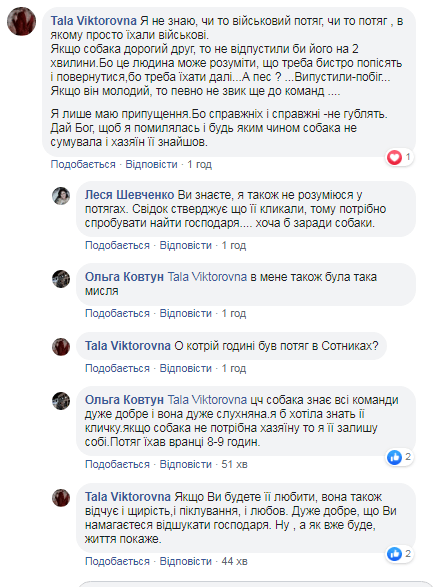 Tala Viktorovna Я не знаю, чи то військовий потяг, чи то потяг , в
якому просто їхали військові.
Якщо собака дорогий друг, то не відпустили би його на 2
хвилини.Бо це людина може розуміти, що треба бистро попісять
і повернутися,бо треба їхати далі...А пес ? ...Випустили-побіг...
Якщо він молодий, то певно не звик ще до команд ....
Я лише маю припущення.Бо справжніх і справжні -не гублять.
Дай Бог, щоб я помилялась і будь яким чином собака не
сумувала і хазяїн її знайшов.
1
Подобається · Відповісти · 1 год
Леся Шевченко Ви знаєте, я також не розуміюся у
потягах. Свідок стверджує що її кликали, тому потрібно
спробувати найти господаря.... хоча б заради собаки.
Подобається · Відповісти · 1 год
Ольга Ковтун Tala Viktorovna в мене також була така
мисля
Подобається · Відповісти · 1 год
Tala Viktorovna О котрій годині був потяг в Сотниках?
Подобається · Відповісти · 1 год
Ольга Ковтун Tala Viktorovna цч собака знає всі команди
дуже добре і вона дуже слухняна.я б хотіла знать її
кличку.якщо собака не потрібна хазяїну то я її залишу
собі.Потяг їхав вранці 8-9 годин.
2
Подобається · Відповісти · 51 хв
Tala Viktorovna Якщо Ви будете її любити, вона також
відчує і щирість,і піклування, і любов. Дуже добре, що Ви
намагаєтеся відшукати господаря. Ну , а як вже буде,
життя покаже.
2
Подобається · Відповісти · 44 хв